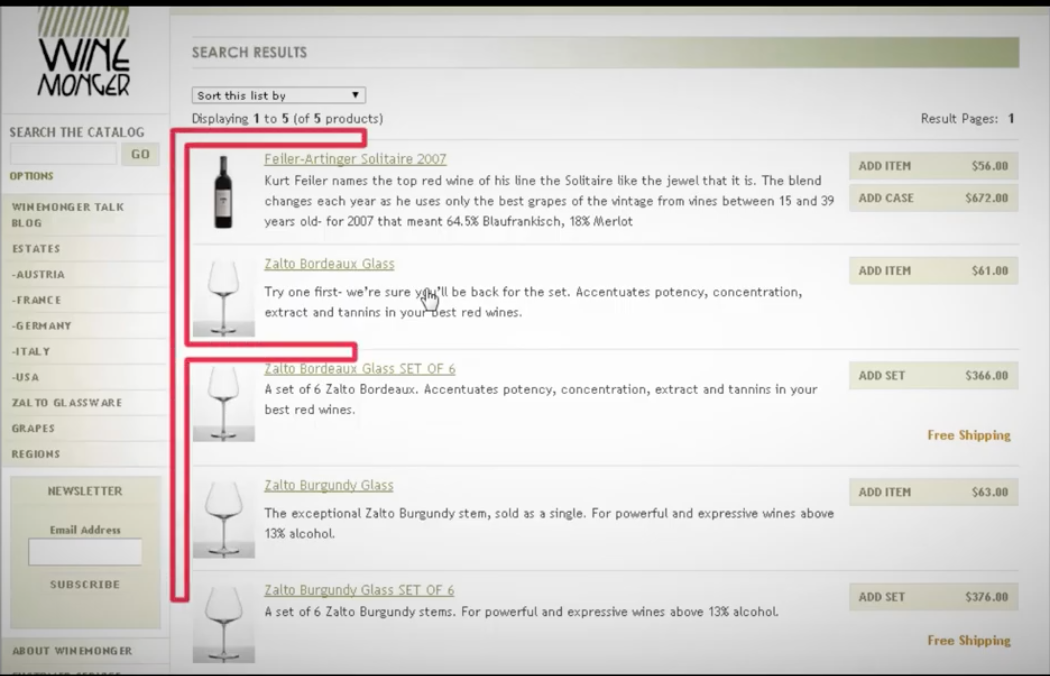 WINE
MONGER
SEARCH THE CATALOG
GO
OPTIONS
WINEMONGER TALK
BLOG
ESTATES
-AUSTRIA
-FRANCE
-GERMANY
-ITALY
-USA
ZALTO GLASSWARE
GRAPES
REGIONS
NEWSLETTER
Email Address
SUBSCRIBE
ABOUT WINEMONGER
SEARCH RESULTS
Sort this list by
Displaying 1 to 5 (of 5 products)
Result Pages: 1
Feiler-Artinger Solitaire 2007
Kurt Feiler names the top red wine of his line the Solitaire like the jewel that it is. The blend
changes each year as he uses only the best grapes of the vintage from vines between 15 and 39
years old- for 2007 that meant 64.5% Blaufrankisch, 18% Merlot
ADD ITEM $56.00
ADD CASE $672.00
Zalto Bordeaux Glass
Try one first- we're sure you'll be back for the set. Accentuates potency, concentration,
extract and tannins in your best red wines.
ADD ITEM $61.00
Zalto Bordeaux Glass SET OF 6
A set of 6 Zalto Bordeaux. Accentuates potency, concentration, extract and tannins in your
best red wines.
ADD SET $366.00
Free Shipping
Zalto Burgundy Glass
The exceptional Zalto Burgundy stem, sold as a single. For powerful and expressive wines above
13% alcohol.
ADD ITEM $63.00
Zalto Burgundy Glass SET OF 6
A set of 6 Zalto Burgundy stems. For powerful and expressive wines above 13% alcohol.
ADD SET $376.00
Free Shipping